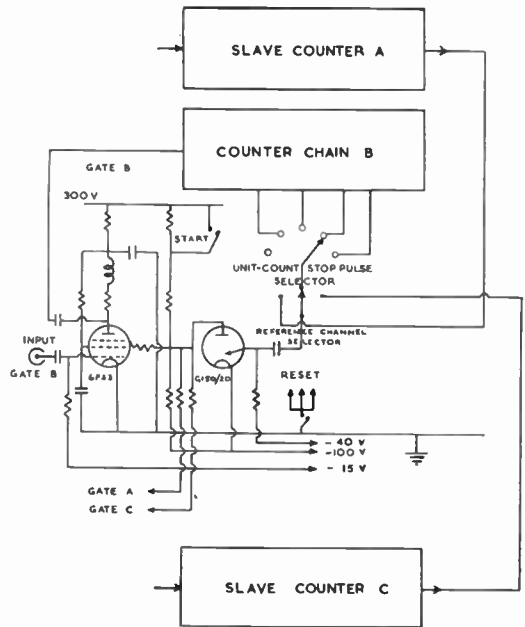 SLAVE COUNTER A
COUNTER CHAIN B
GATE B
300 V
START
UNIT-COUNT STOP PULSE
SELECTOR
INPUT
GATE B
6F33
G150/2D
REFERENCE CHANNEL
SELECTOR
RESET
- 40 V
-100 V
- 15 V
GATE A
GATE C
SLAVE COUNTER C